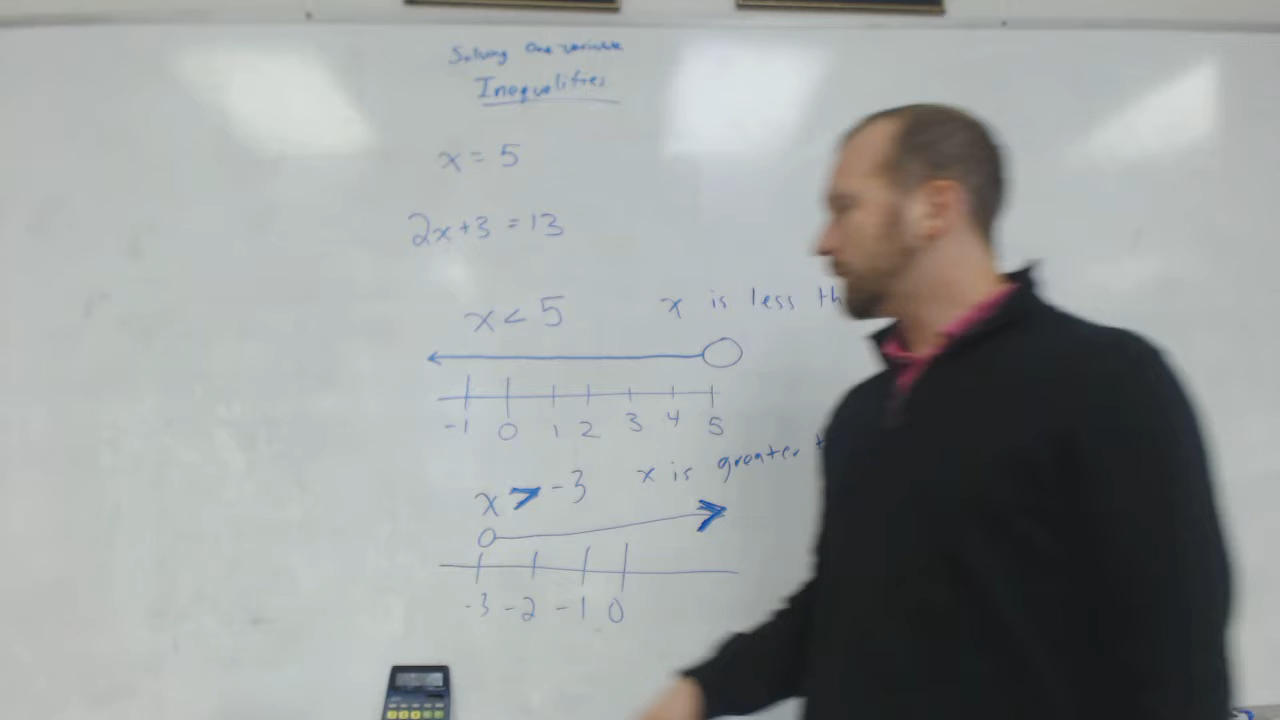 Solving One variable
Inequalities
x = 5
2x+3 = 13
x < 5 x is less th
-1 0 1 2 3 4 5
x > -3 x is greater t
-3 -2 -1 0